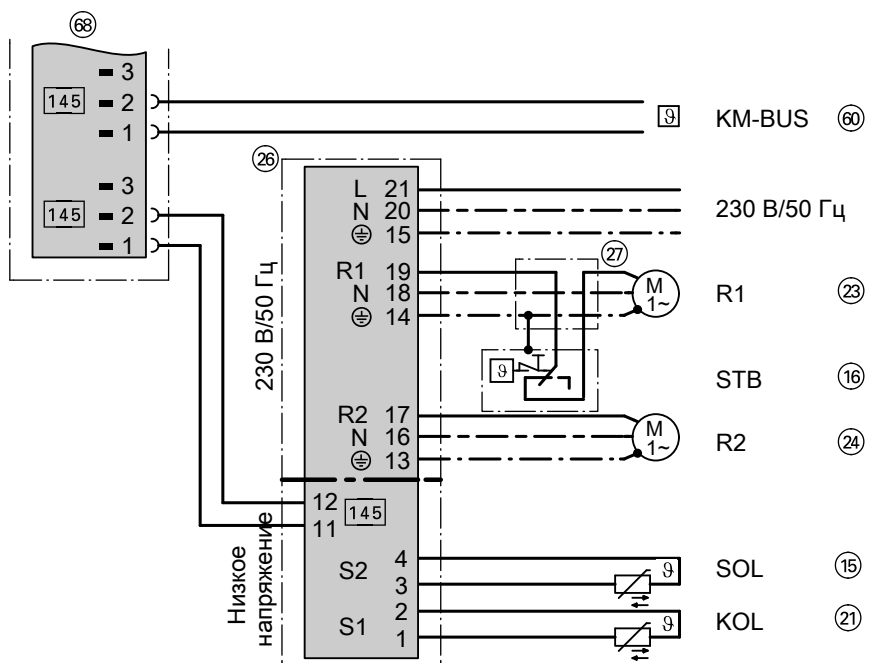 68
3
145 2
1
KM-BUS 60
3
145 2
1
26
230 В/50 Гц
L 21
N 20
15
230 В/50 Гц
27
R1 19
N 18
14
M
1~
R1 23
STB 16
R2 17
N 16
13
M
1~
R2 24
Низкое
напряжение
12
11
145
S2
4
3
ϑ
SOL 15
S1
2
1
ϑ
KOL 21